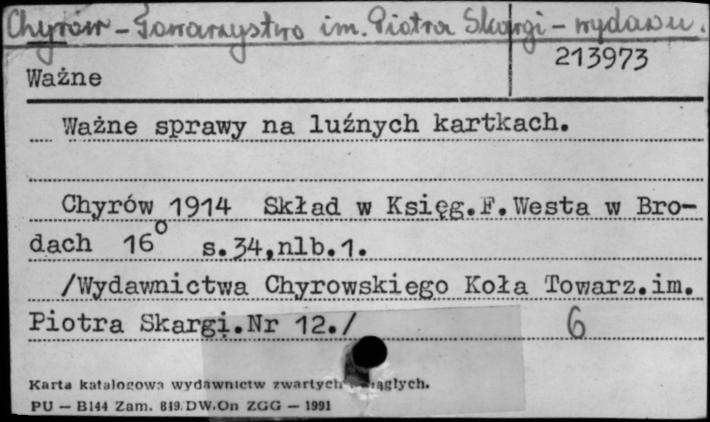 Chyrów – Towarzystwo im. Piotra Skargi – wydawn.
213973
Ważne
Ważne sprawy na luźnych kartkach.
Chyrów 1914 Skład w Księg.F.Westa w Bro-
dach 16° s.34,nlb.1.
/Wydawnictwa Chyrowskiego Koła Towarz.im.
Piotra Skargi.Nr 12./ 6
Karta katalogowa wydawnictw zwartych
PU — B144 Zam. 819.DW.On ZGG — 1991